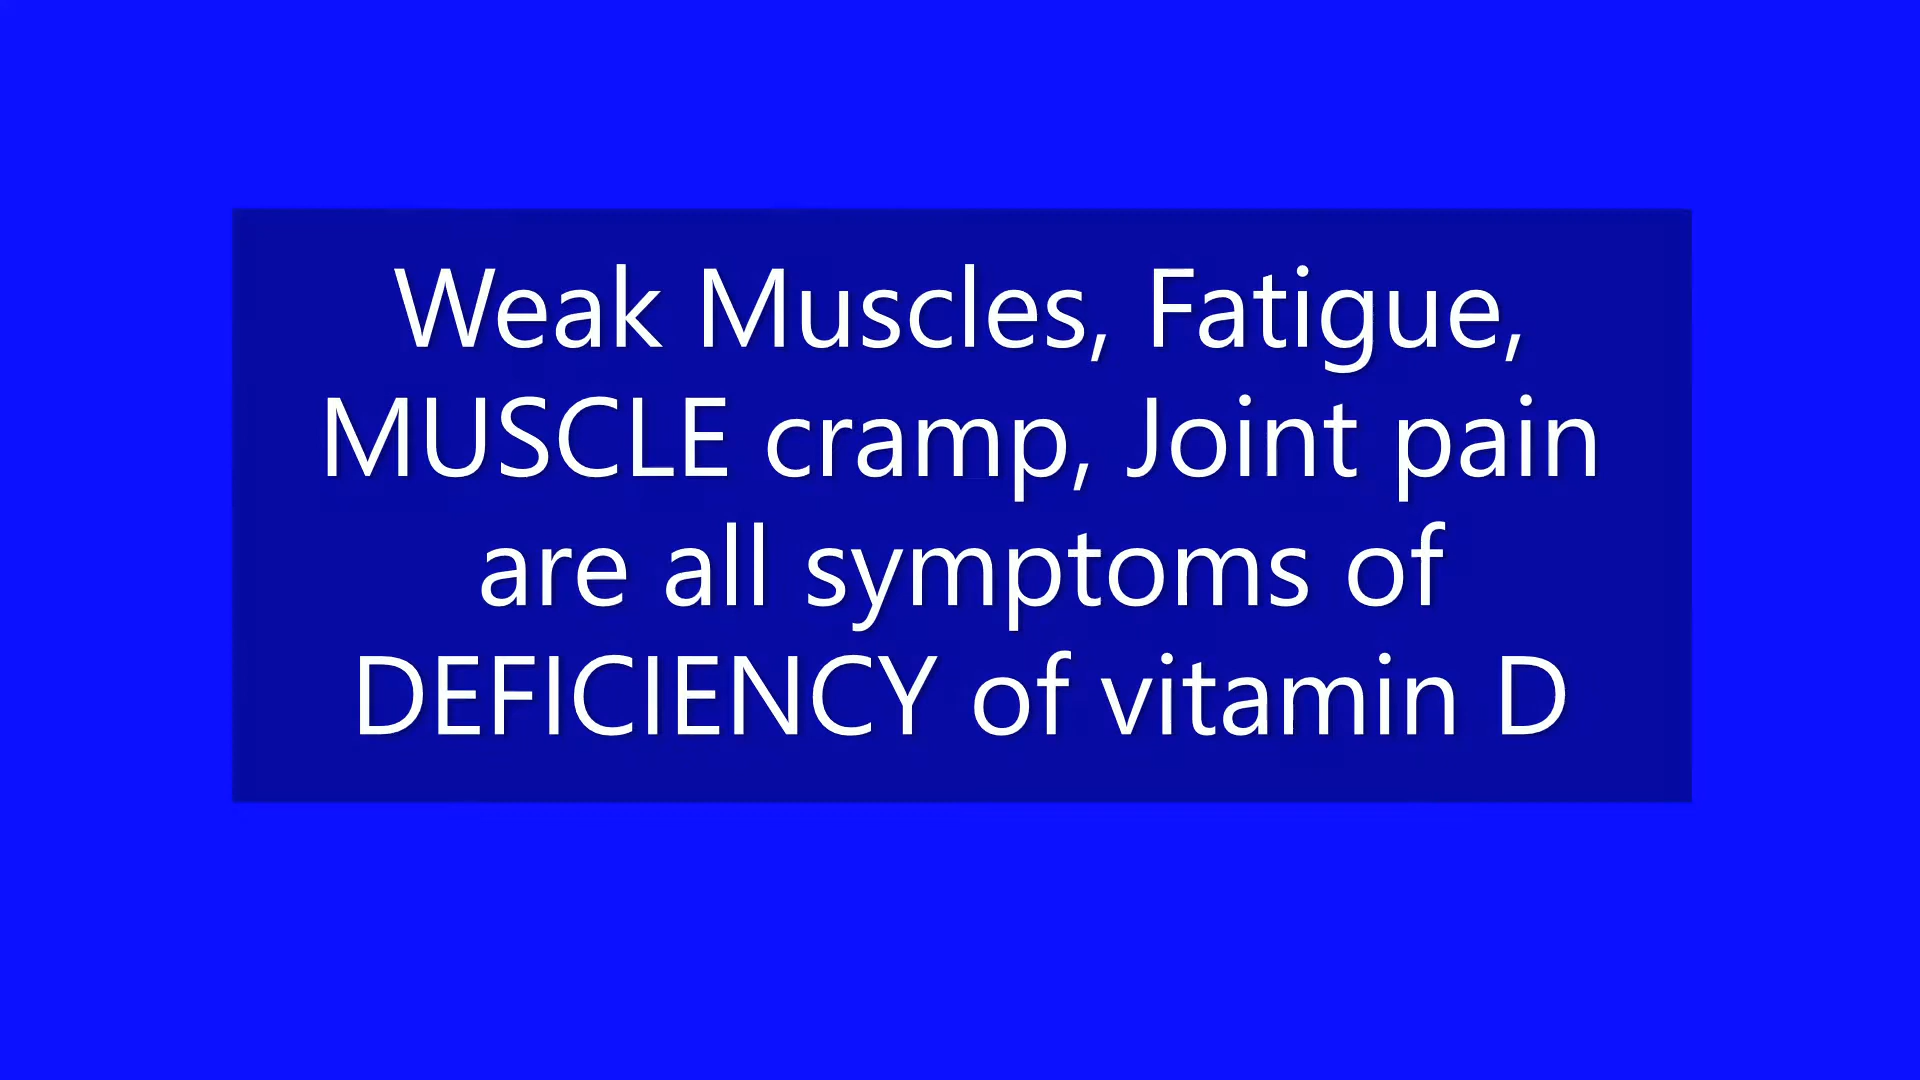 Weak Muscles, Fatigue,
MUSCLE cramp, Joint pain
are all symptoms of
DEFICIENCY of vitamin D